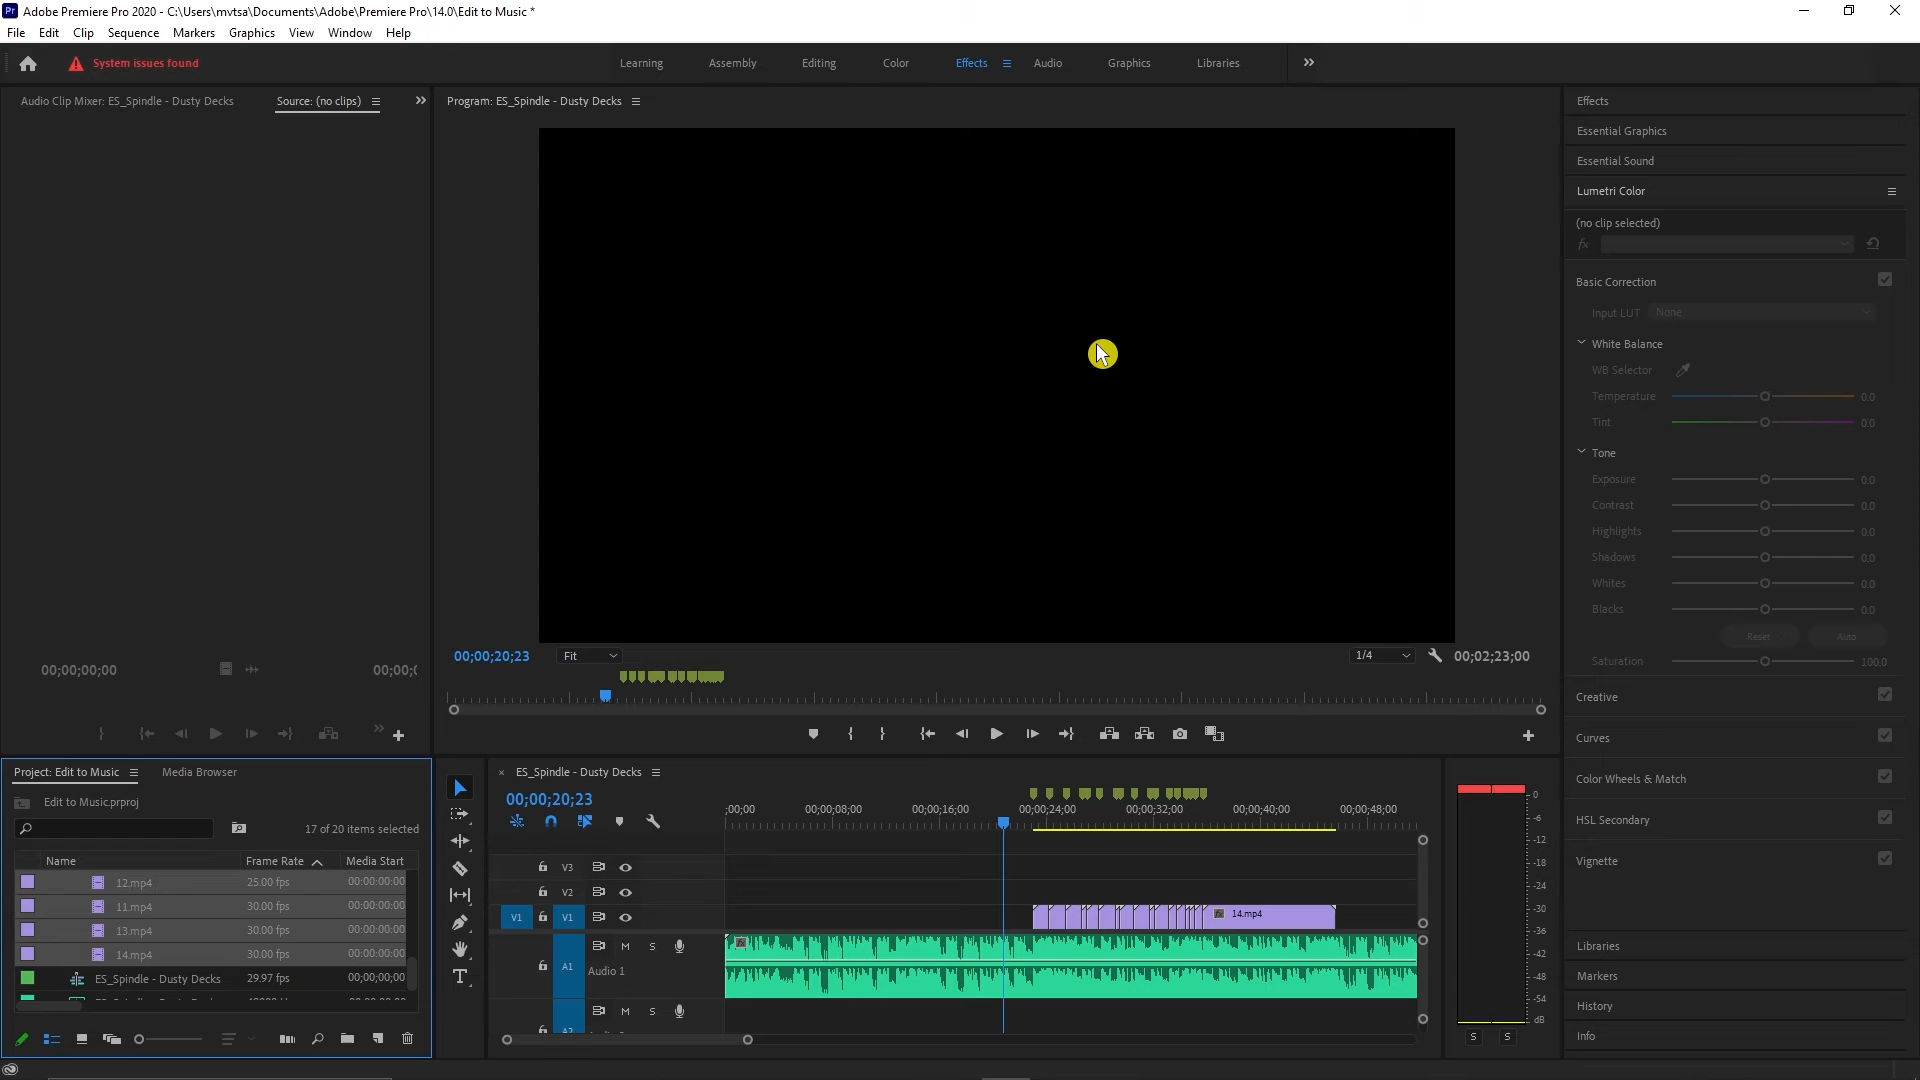 Adobe Premiere Pro 2020 - C:\Users\mvtsa\Documents\Adobe\Premiere Pro\14.0\Edit to Music *
File Edit Clip Sequence Markers Graphics View Window Help
System issues found
Learning Assembly Editing Color Effects Audio Graphics Libraries
Audio Clip Mixer: ES_Spindle - Dusty Decks
Source: (no clips)
Program: ES_Spindle - Dusty Decks
Effects
Essential Graphics
Essential Sound
Lumetri Color
(no clip selected)
fx
Basic Correction
Input LUT None
White Balance
WB Selector
Temperature 0.0
Tint 0.0
Tone
Exposure 0.0
Contrast 0.0
Highlights 0.0
Shadows 0.0
Whites 0.0
Blacks 0.0
Reset Auto
Saturation 100.0
Creative
Curves
Color Wheels & Match
HSL Secondary
Vignette
Libraries
Markers
History
Info
00;00;00;00
00;00;20;23 Fit 1/4 00;02;23;00
Project: Edit to Music
Media Browser
Edit to Music.prproj
17 of 20 items selected
Name Frame Rate Media Start
12.mp4 25.00 fps 00:00:00:00
11.mp4 30.00 fps 00:00:00:00
13.mp4 30.00 fps 00:00:00:00
14.mp4 30.00 fps 00:00:00:00
ES_Spindle - Dusty Decks 29.97 fps 00;00;00;00
× ES_Spindle - Dusty Decks
00;00;20;23
;00;00 00;00;08;00 00;00;16;00 00;00;24;00 00;00;32;00 00;00;40;00 00;00;48;00
V3
V2
V1 V1
14.mp4
A1 M S
Audio 1
M S
A2
0
-6
-12
-18
-24
-30
-36
-42
-48
-54
dB
S S